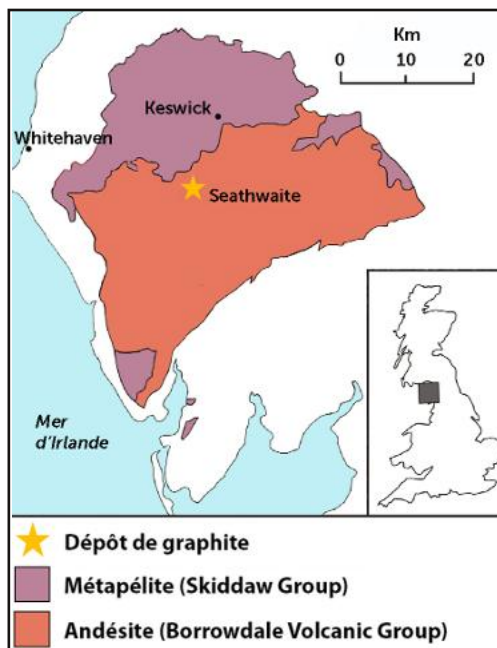 Km
0 10 20
Keswick
Whitehaven
Seathwaite
Mer
d'Irlande
Dépôt de graphite
Métapélite (Skiddaw Group)
Andésite (Borrowdale Volcanic Group)